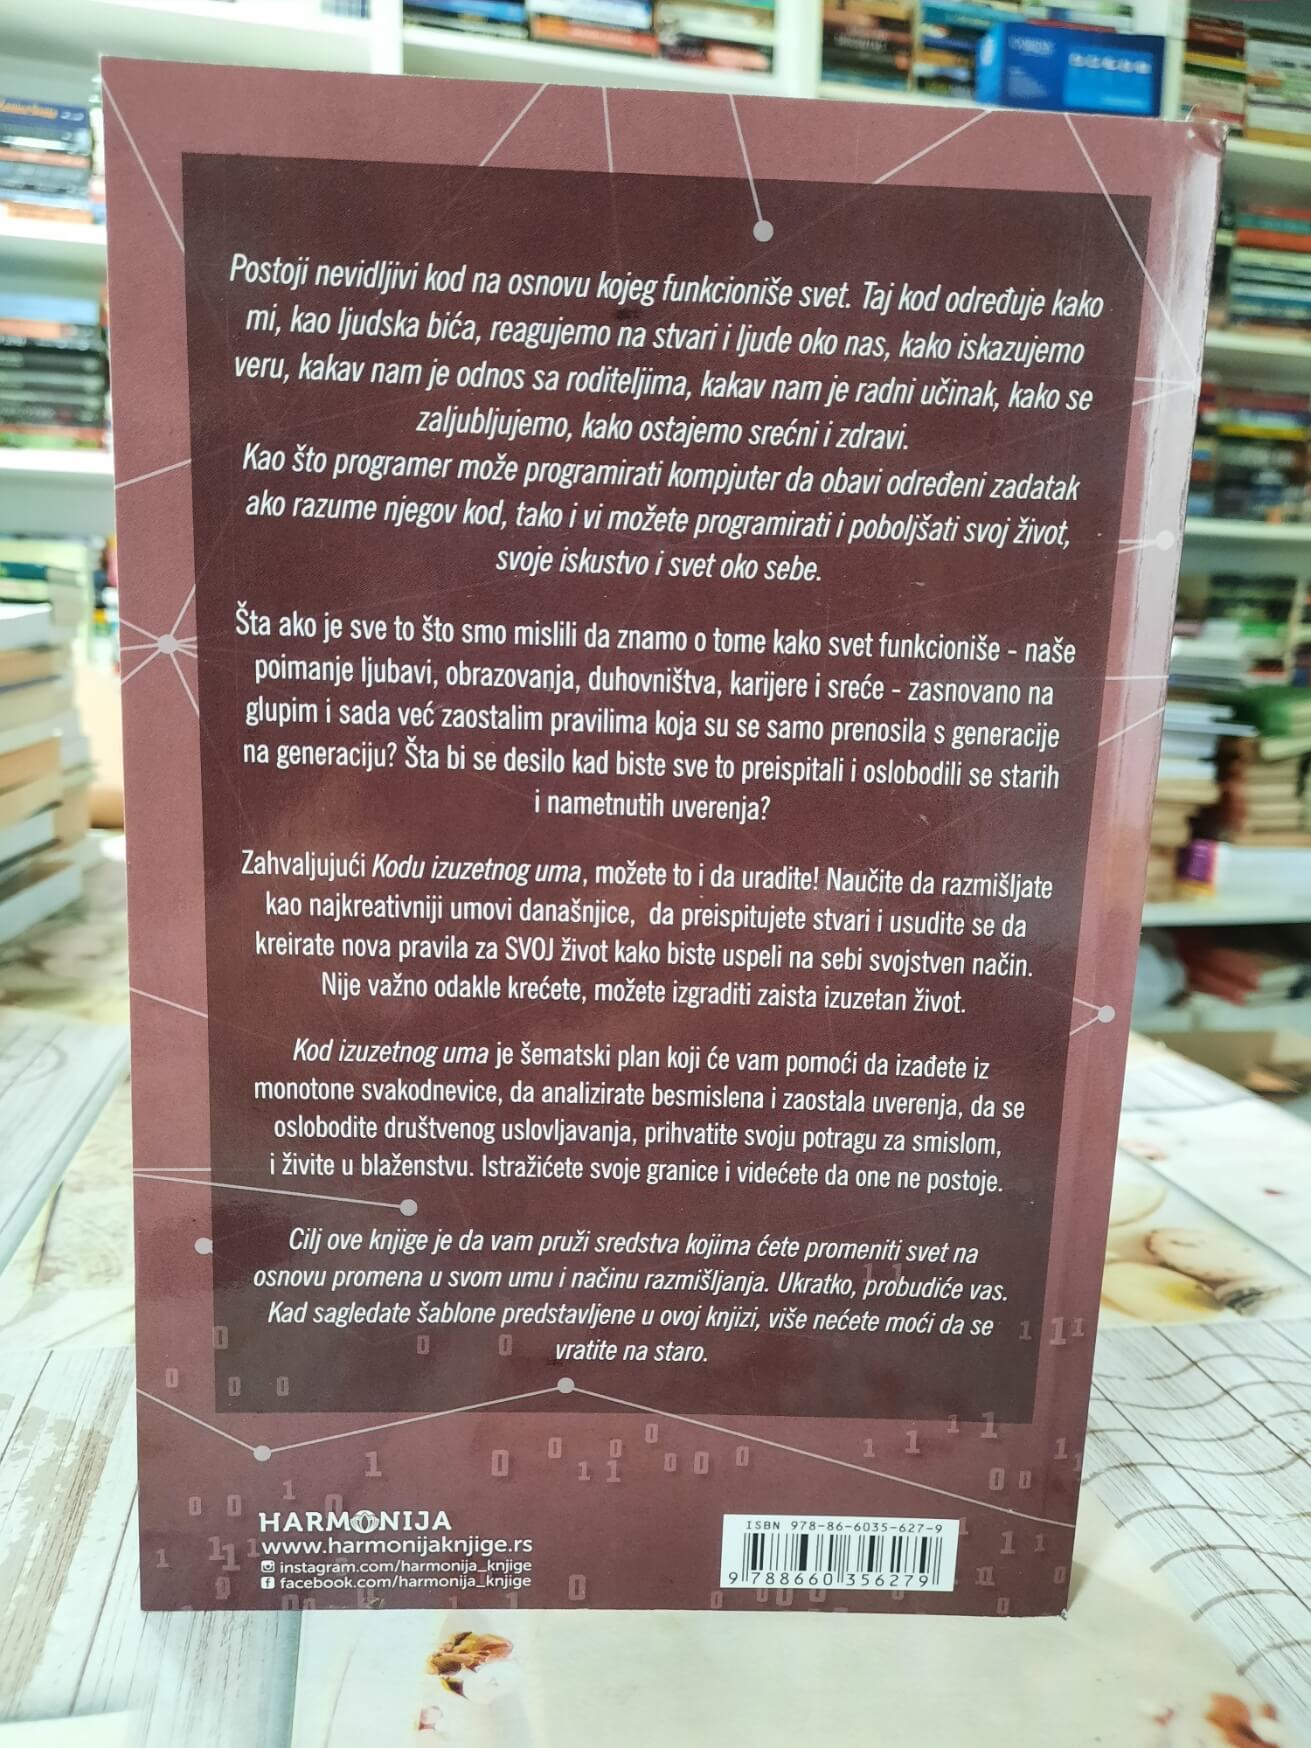 Postoji nevidljivi kod na osnovu kojeg funkcioniše svet. Taj kod određuje kako
mi, kao ljudska bića, reagujemo na stvari i ljude oko nas, kako iskazujemo
veru, kakav nam je odnos sa roditeljima, kakav nam je radni učinak, kako se
zaljubljujemo, kako ostajemo srećni i zdravi.
Kao što programer može programirati kompjuter da obavi određeni zadatak
ako razume njegov kod, tako i vi možete programirati i poboljšati svoj život,
svoje iskustvo i svet oko sebe.
Šta ako je sve to što smo mislili da znamo o tome kako svet funkcioniše - naše
poimanje ljubavi, obrazovanja, duhovništva, karijere i sreće - zasnovano na
glupim i sada već zaostalim pravilima koja su se samo prenosila s generacije
na generaciju? Šta bi se desilo kad biste sve to preispitali i oslobodili se starih
i nametnutih uverenja?
Zahvaljujući Kodu izuzetnog uma, možete to i da uradite! Naučite da razmišljate
kao najkreativniji umovi današnjice, da preispitujete stvari i usudite se da
kreirate nova pravila za SVOJ život kako biste uspeli na sebi svojstven način.
Nije važno odakle krećete, možete izgraditi zaista izuzetan život.
Kod izuzetnog uma je šematski plan koji će vam pomoći da izađete iz
monotone svakodnevice, da analizirate besmislena i zaostala uverenja, da se
oslobodite društvenog uslovljavanja, prihvatite svoju potragu za smislom,
i živite u blaženstvu. Istražićete svoje granice i videćete da one ne postoje.
Cilj ove knjige je da vam pruži sredstva kojima ćete promeniti svet na
osnovu promena u svom umu i načinu razmišljanja. Ukratko, probudiće vas.
Kad sagledate šablone predstavljene u ovoj knjizi, više nećete moći da se
vratite na staro.
HARMONIJA
www.harmonijaknjige.rs
instagram.com/harmonija_knjige
facebook.com/harmonija_knjige
ISBN 978-86-6035-627-9
9 788660 356279